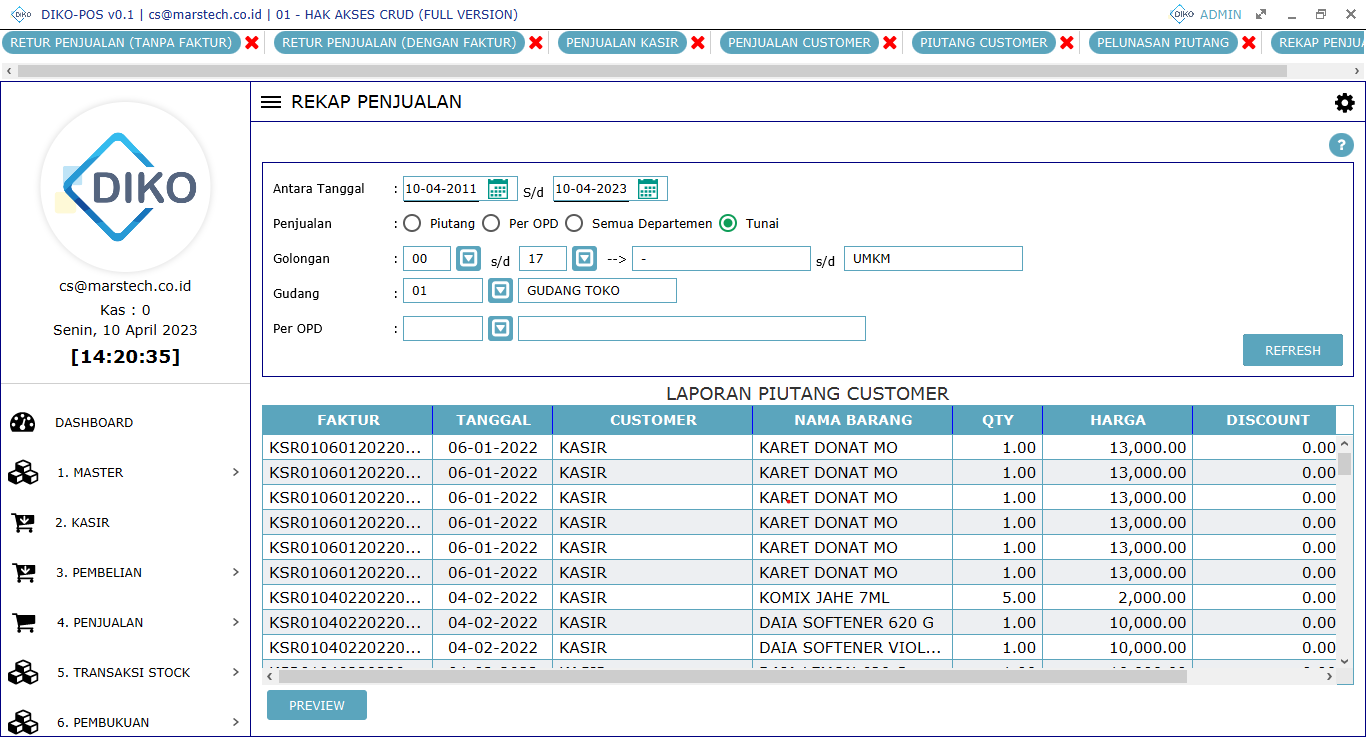 DIKO DIKO-POS v0.1 | cs@marstech.co.id | 01 - HAK AKSES CRUD (FULL VERSION) DIKO ADMIN
RETUR PENJUALAN (TANPA FAKTUR) RETUR PENJUALAN (DENGAN FAKTUR) PENJUALAN KASIR PENJUALAN CUSTOMER PIUTANG CUSTOMER PELUNASAN PIUTANG REKAP PENJUA
DIKO
cs@marstech.co.id
Kas : 0
Senin, 10 April 2023
[14:20:35]
DASHBOARD
1. MASTER
2. KASIR
3. PEMBELIAN
4. PENJUALAN
5. TRANSAKSI STOCK
6. PEMBUKUAN
REKAP PENJUALAN
?
Antara Tanggal : 10-04-2011 S/d 10-04-2023
Penjualan : Piutang Per OPD Semua Departemen Tunai
Golongan : 00 s/d 17 --> - s/d UMKM
Gudang : 01 GUDANG TOKO
Per OPD :
REFRESH
LAPORAN PIUTANG CUSTOMER
FAKTUR TANGGAL CUSTOMER NAMA BARANG QTY HARGA DISCOUNT
KSR01060120220... 06-01-2022 KASIR KARET DONAT MO 1.00 13,000.00 0.00
KSR01060120220... 06-01-2022 KASIR KARET DONAT MO 1.00 13,000.00 0.00
KSR01060120220... 06-01-2022 KASIR KARET DONAT MO 1.00 13,000.00 0.00
KSR01060120220... 06-01-2022 KASIR KARET DONAT MO 1.00 13,000.00 0.00
KSR01060120220... 06-01-2022 KASIR KARET DONAT MO 1.00 13,000.00 0.00
KSR01060120220... 06-01-2022 KASIR KARET DONAT MO 1.00 13,000.00 0.00
KSR01040220220... 04-02-2022 KASIR KOMIX JAHE 7ML 5.00 2,000.00 0.00
KSR01040220220... 04-02-2022 KASIR DAIA SOFTENER 620 G 1.00 10,000.00 0.00
KSR01040220220... 04-02-2022 KASIR DAIA SOFTENER VIOL... 1.00 10,000.00 0.00
PREVIEW